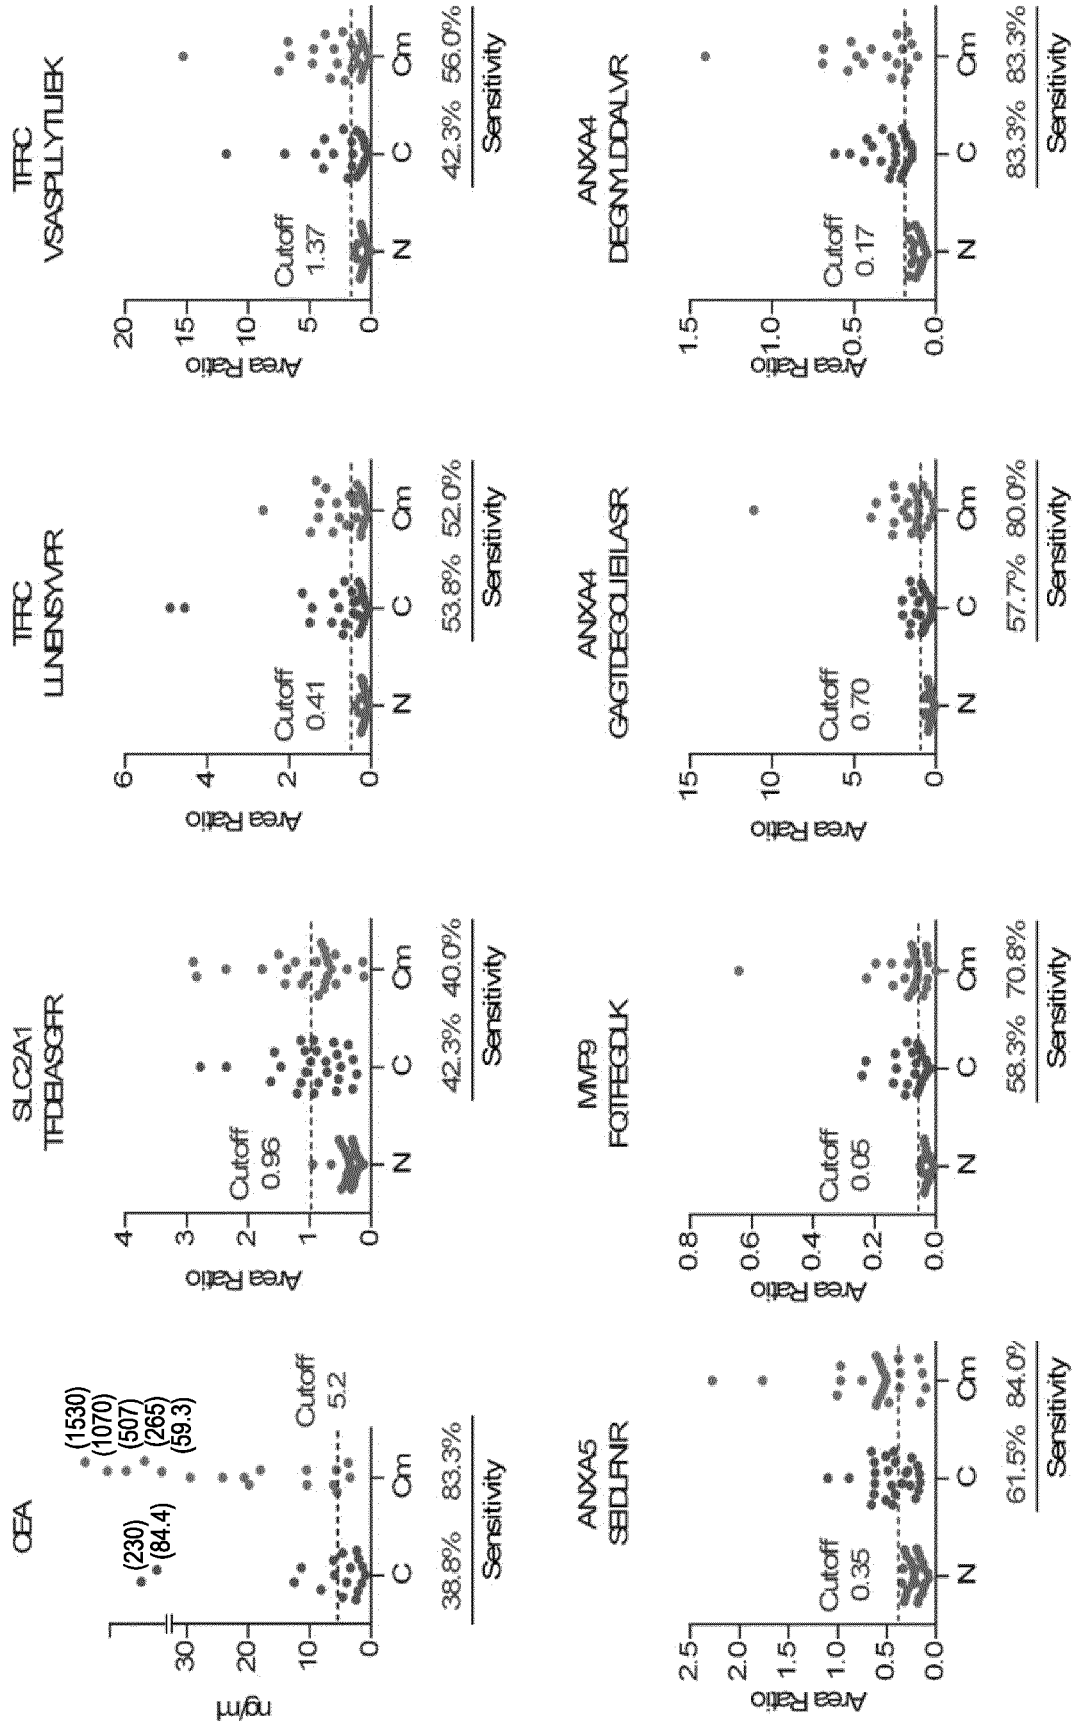 CEA
ng/ml
30
20
10
0
(230)
(84.4)
(1530)
(1070)
(507)
(265)
(59.3)
Cutoff
5.2
C Cm
38.8% 83.3%
Sensitivity
SLC2A1
TFDEIASGFR
Area Ratio
4
3
2
1
0
Cutoff
0.96
N C Cm
42.3% 40.0%
Sensitivity
TFRC
LLNENSYVPR
Area Ratio
6
4
2
0
Cutoff
0.41
N C Cm
53.8% 52.0%
Sensitivity
TFRC
VSASPLLYTLIEK
Area Ratio
20
15
10
5
0
Cutoff
1.37
N C Cm
42.3% 56.0%
Sensitivity
ANXA5
SEIDLFNIR
Area Ratio
2.5
2.0
1.5
1.0
0.5
0.0
Cutoff
0.35
N C Cm
61.5% 84.0%
Sensitivity
MMP9
FQTFEGDLK
Area Ratio
0.8
0.6
0.4
0.2
0.0
Cutoff
0.05
N C Cm
58.3% 70.8%
Sensitivity
ANXA4
GAGTDEGCLIEILASR
Area Ratio
15
10
5
0
Cutoff
0.70
N C Cm
57.7% 80.0%
Sensitivity
ANXA4
DEGNYLDDALVR
Area Ratio
1.5
1.0
0.5
0.0
Cutoff
0.17
N C Cm
83.3% 83.3%
Sensitivity